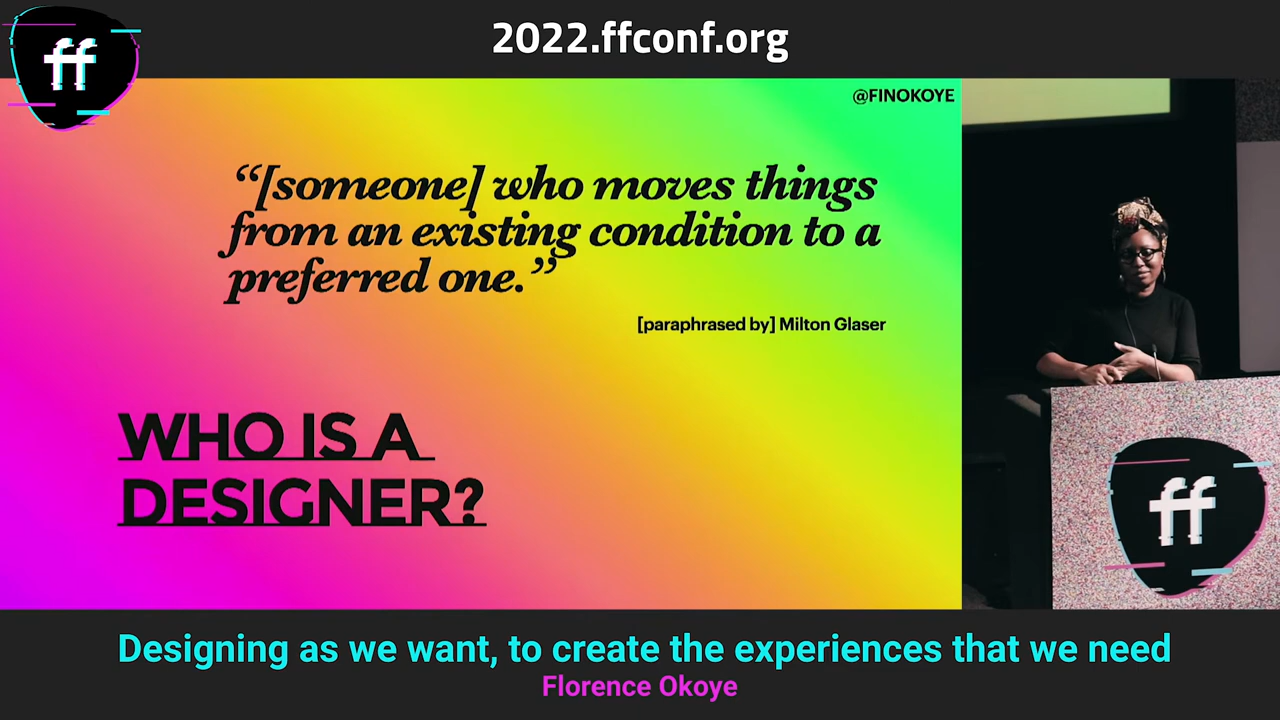 ff
2022.ffconf.org
@FINOKOYE
“[someone] who moves things
from an existing condition to a
preferred one.”
[paraphrased by] Milton Glaser
WHO IS A
DESIGNER?
ff
Designing as we want, to create the experiences that we need
Florence Okoye